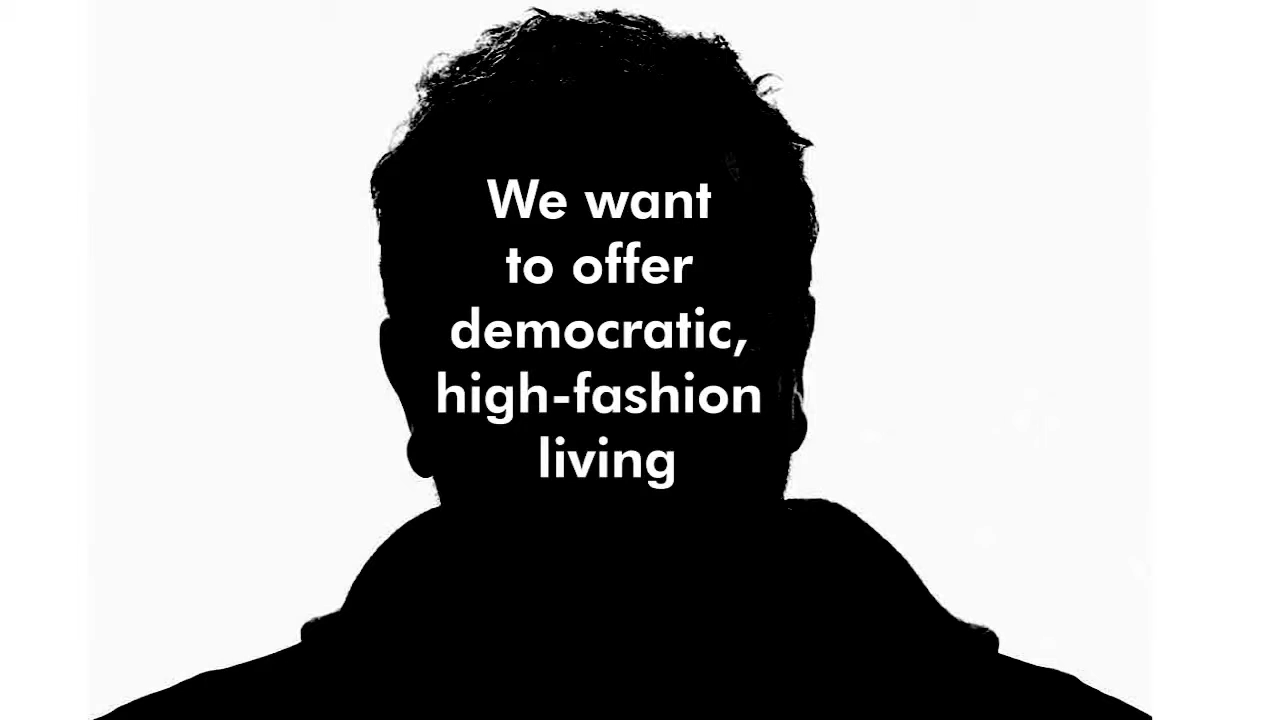 We want
to offer
democratic,
high-fashion
living